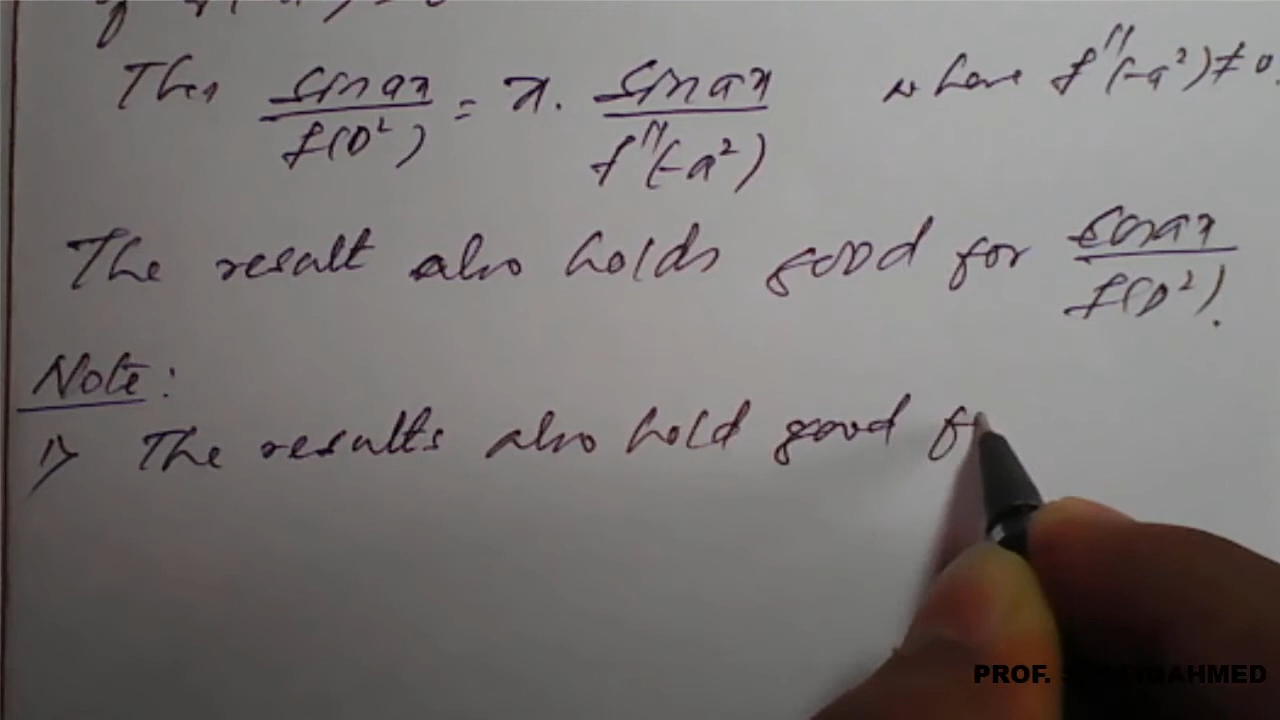 Then sin ax / f(D²) = x. sin ax / f''(-a²) where f''(-a²) ≠ 0.
The result also holds good for cos ax / f(D²).
Note:
1> The results also hold good f
PROF. AHMED